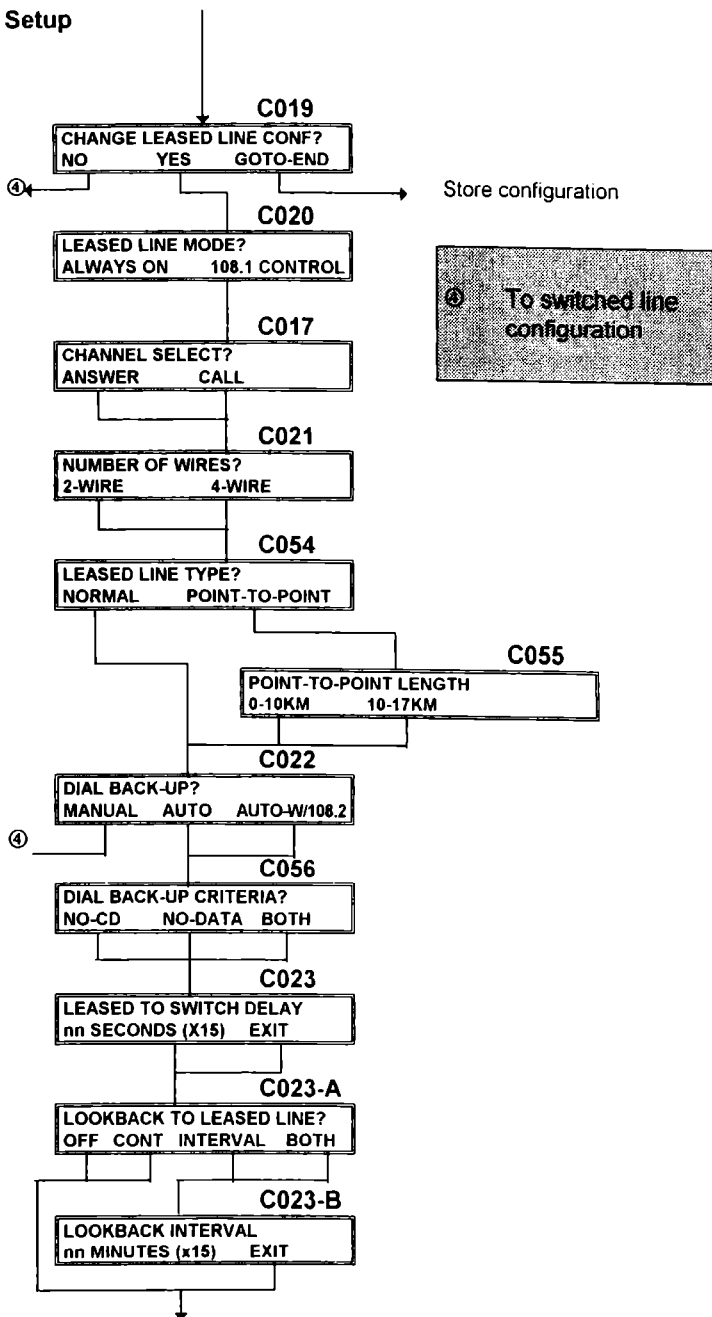 Setup
C019
CHANGE LEASED LINE CONF?
NO YES GOTO-END
④ Store configuration
C020
LEASED LINE MODE?
ALWAYS ON 108.1 CONTROL
④ To switched line
configuration
C017
CHANNEL SELECT?
ANSWER CALL
C021
NUMBER OF WIRES?
2-WIRE 4-WIRE
C054
LEASED LINE TYPE?
NORMAL POINT-TO-POINT
C055
POINT-TO-POINT LENGTH
0-10KM 10-17KM
C022
DIAL BACK-UP?
MANUAL AUTO AUTO-W/108.2
④
C056
DIAL BACK-UP CRITERIA?
NO-CD NO-DATA BOTH
C023
LEASED TO SWITCH DELAY
nn SECONDS (X15) EXIT
C023-A
LOOKBACK TO LEASED LINE?
OFF CONT INTERVAL BOTH
C023-B
LOOKBACK INTERVAL
nn MINUTES (x15) EXIT